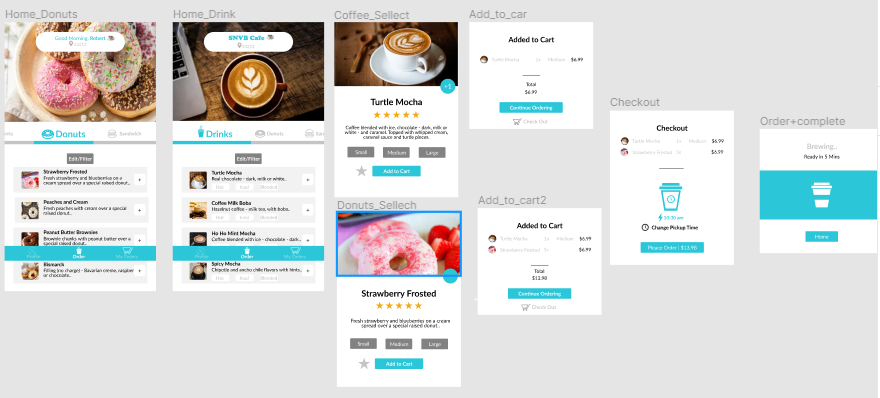 Home_Donuts
Good Morning, Robert
Donuts
Sandwich
Edit/Filter
Strawberry Frosted
Fresh strawberry and blueberries on a
cream spread over a special raised donut..
+
Peaches and Cream
Fresh peaches with cream over a special
raised donut..
+
Peanut Butter Brownies
Brownie chunks with peanut butter over a
special raised donut.
+
Profile
Order
My Orders
Bismarck
Filling (no charge) - Bavarian creme, raspberry
or chocolate..
+
Home_Drink
SNVB Cafe
Drinks
Donuts
San
Edit/Filter
Turtle Mocha
Real chocolate - dark, milk or white..
Hot
Iced
Blended
+
Coffee Milk Boba
Hazelnut coffee - milk tea, with boba..
Hot
Iced
Blended
+
Ho Ho Mint Mocha
Coffee blended with ice, chocolate - dark..
+
Profile
Order
My Orders
Spicy Mocha
Chipotle and ancho chile flavors with hints..
Hot
Iced
Blended
+
Coffee_Sellect
+1
Turtle Mocha
Coffee blended with ice, chocolate - dark, milk or
white - and caramel. Topped with whipped cream,
caramel sauce and turtle pieces.
Small
Medium
Large
Add to Cart
Donuts_Sellech
Strawberry Frosted
Fresh strawberry and blueberries on a cream
spread over a special raised donut..
Small
Medium
Large
Add to Cart
Add_to_car
Added to Cart
Turtle Mocha 1x Medium $6.99
Total
$6.99
Continue Ordering
Check Out
Add_to_cart2
Added to Cart
Turtle Mocha 1x Medium $6.99
Strawberry Frosted $6.99
Total
$13.98
Continue Ordering
Check Out
Checkout
Checkout
Turtle Mocha 1x Medium $6.99
Strawberry Frosted $6.99
10:30 am
Change Pickup Time
Place Order | $13.98
Order+complete
Brewing..
Ready in 5 Mins
Home